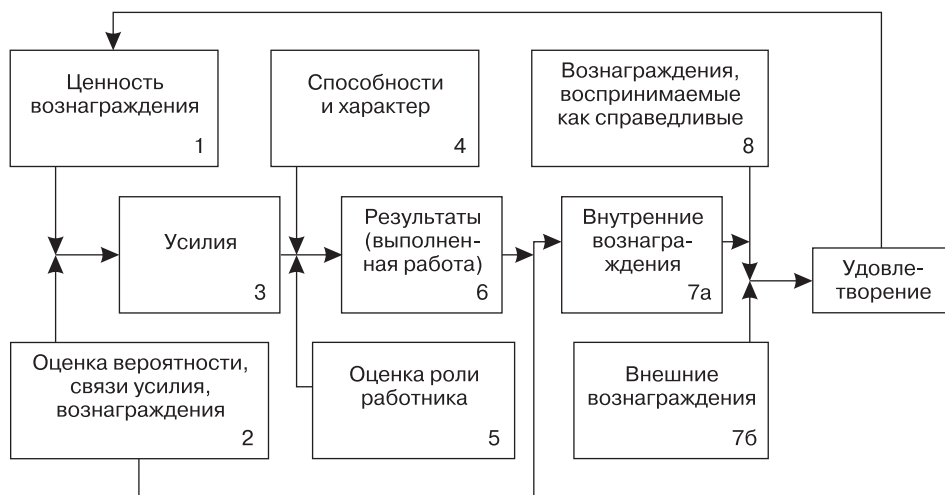 Ценность
вознаграждения
1
Способности
и характер
4
Вознаграждения,
воспринимаемые
как справедливые
8
Усилия
3
Результаты
(выполнен-
ная работа)
6
Внутренние
вознагра-
ждения
7а
Удовле-
творение
Оценка вероятности,
связи усилия,
вознаграждения
2
Оценка роли
работника
5
Внешние
вознаграждения
7б